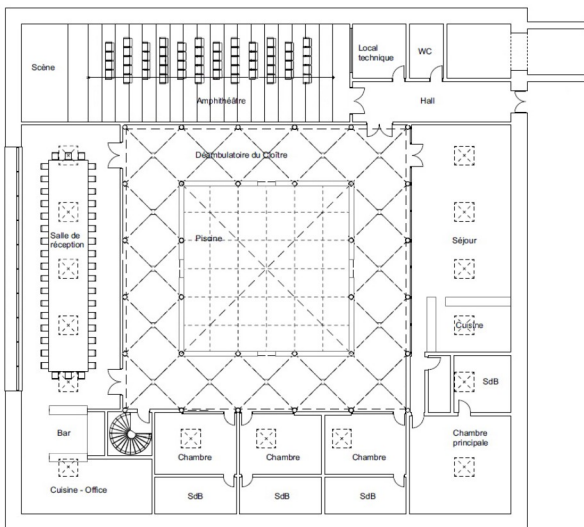 Scène
Local
technique
WC
Amphithéâtre
Hall
Déambulatoire du Cloître
Salle de
réception
Piscine
Séjour
Cuisine
SdB
Bar
Chambre
Chambre
Chambre
Chambre
principale
Cuisine - Office
SdB
SdB
SdB